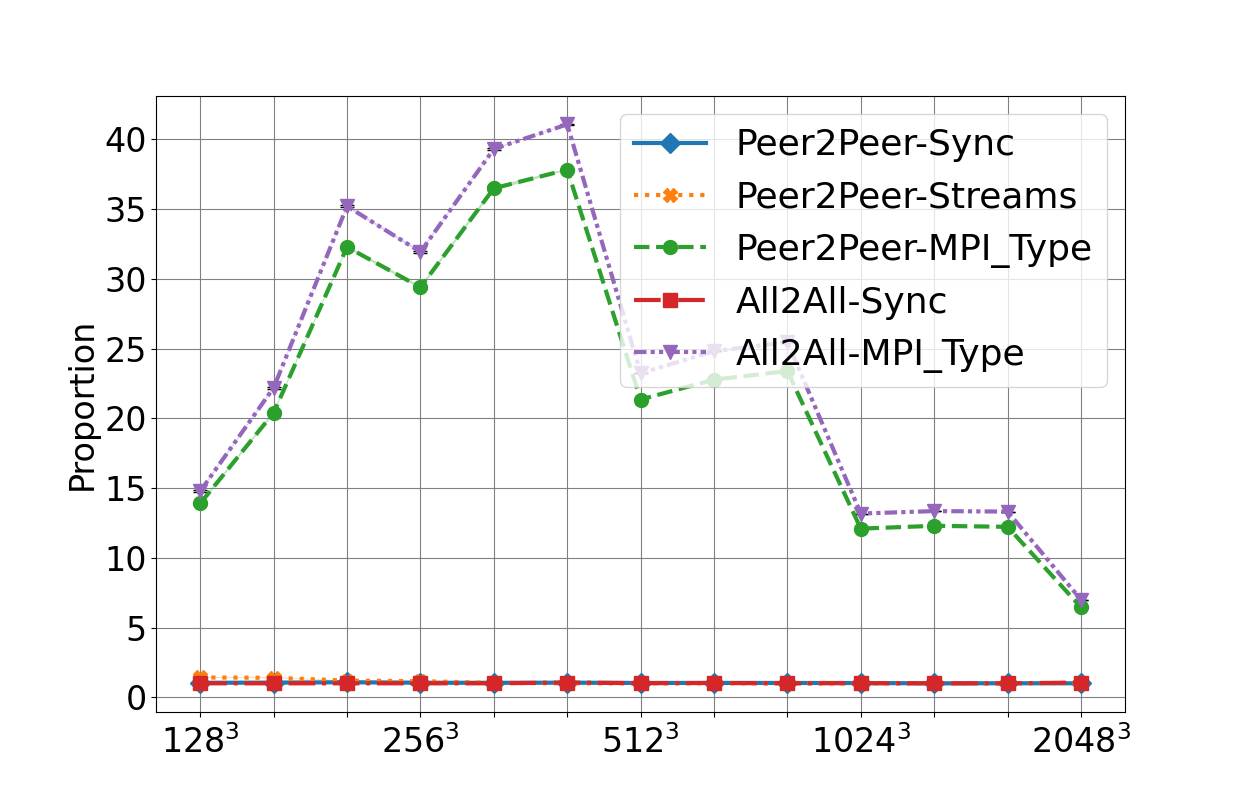 Proportion
40
35
30
25
20
15
10
5
0
Peer2Peer-Sync
Peer2Peer-Streams
Peer2Peer-MPI_Type
All2All-Sync
All2All-MPI_Type
128³ 256³ 512³ 1024³ 2048³